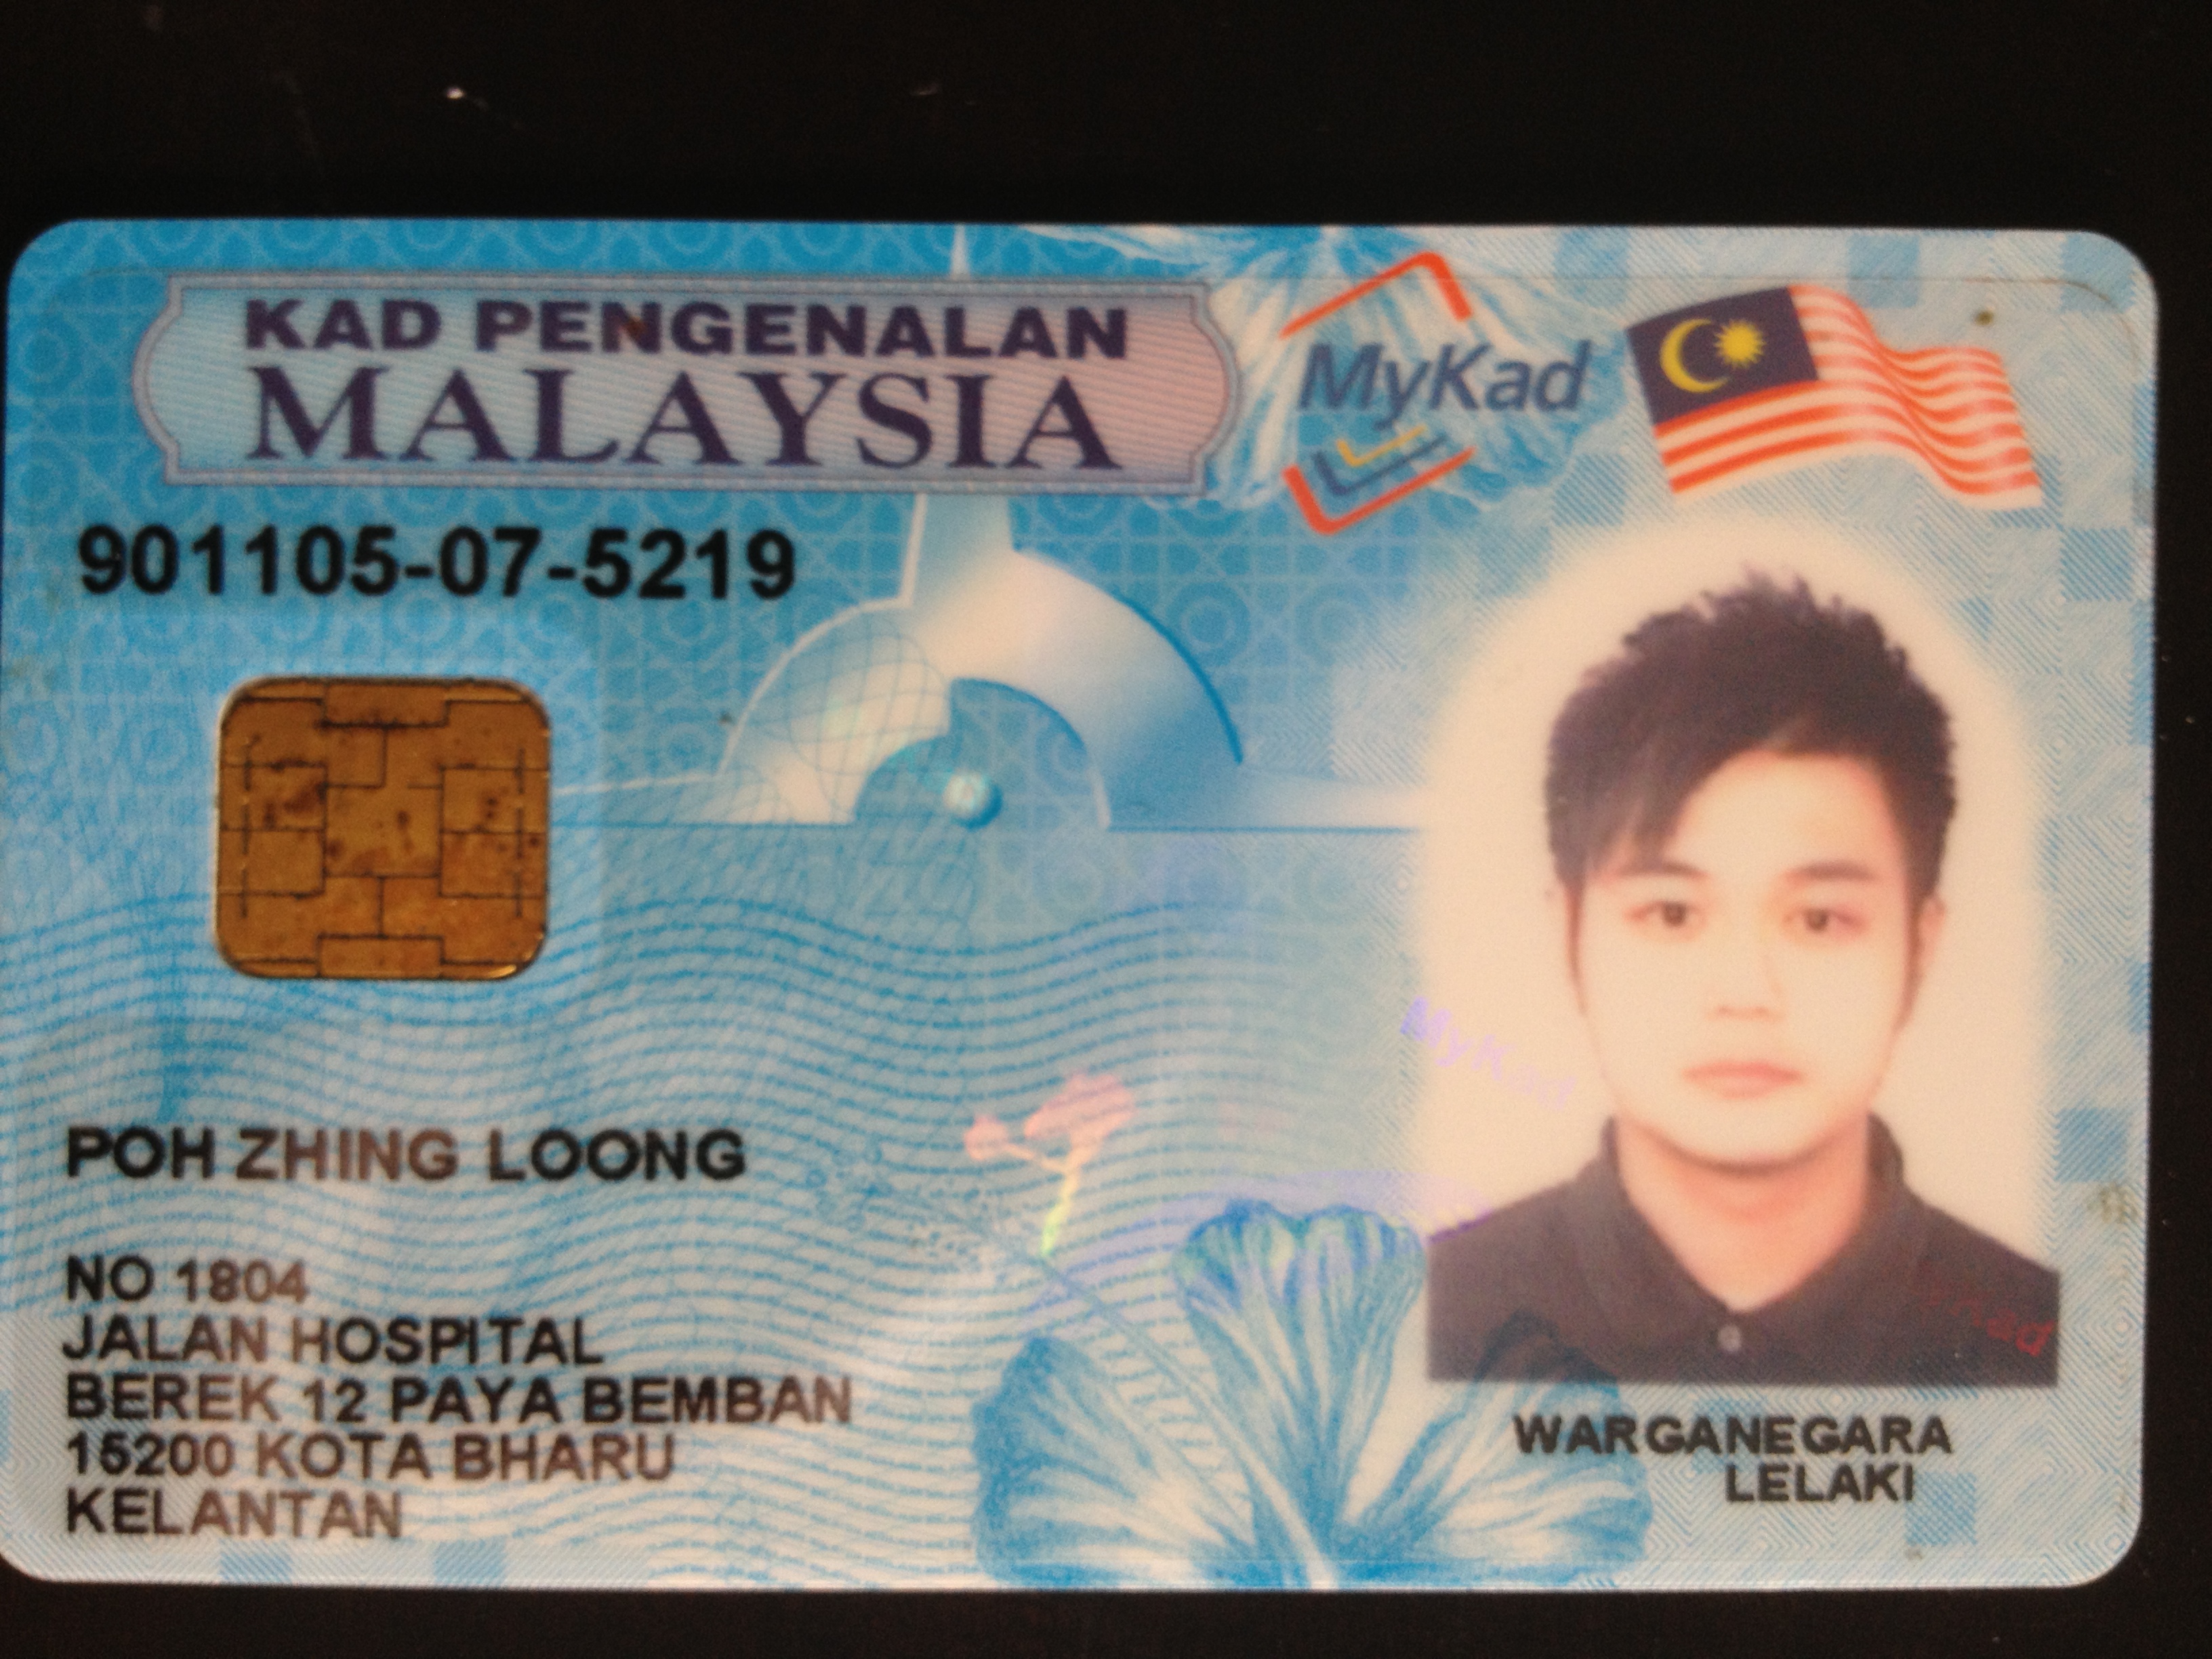 KAD PENGENALAN
MALAYSIA
MyKad
901105-07-5219
MyKad
POH ZHING LOONG
NO 1804
JALAN HOSPITAL
BEREK 12 PAYA BEMBAN
15200 KOTA BHARU
KELANTAN
WARGANEGARA
LELAKI